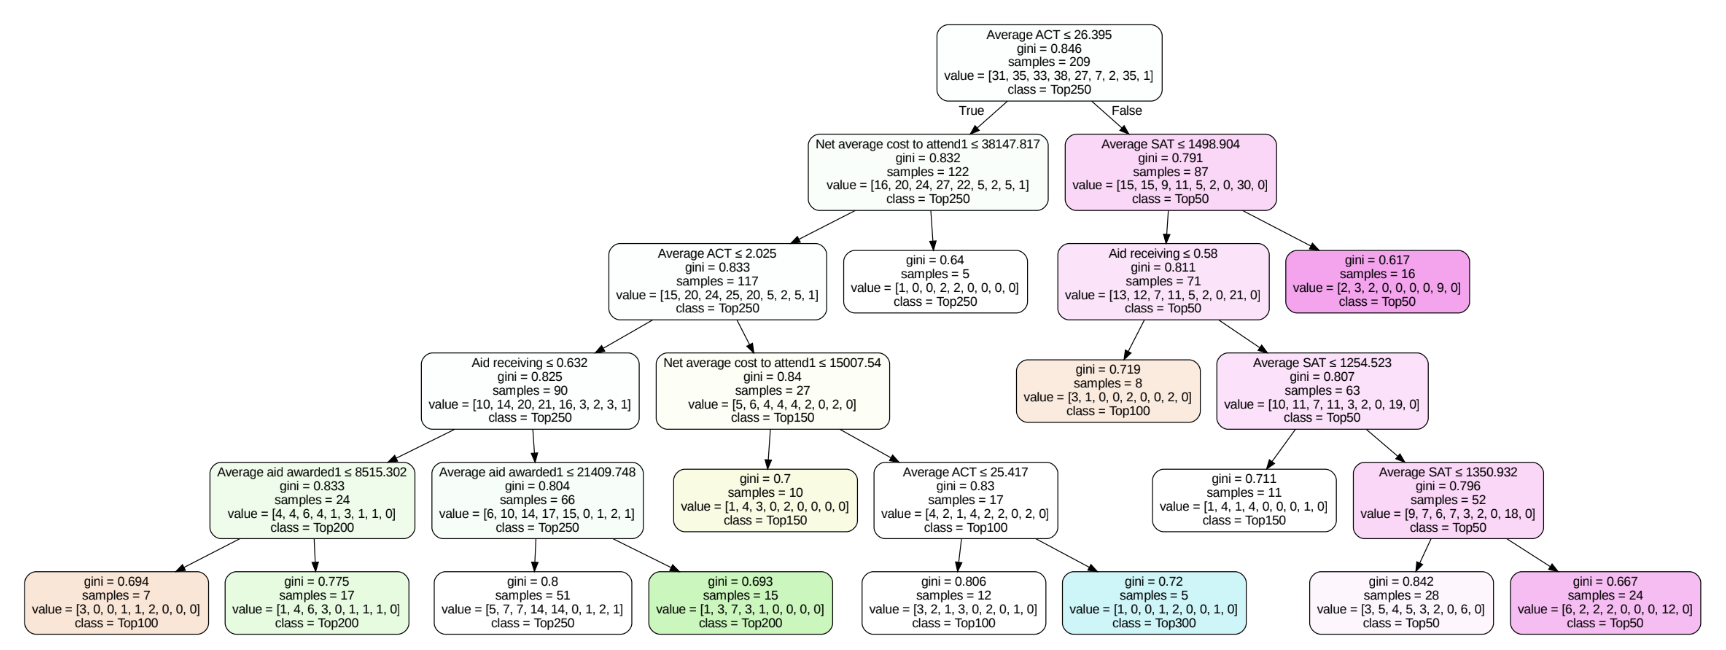 Average ACT ≤ 26.395
gini = 0.846
samples = 209
value = [31, 35, 33, 38, 27, 7, 2, 35, 1]
class = Top250
True
False
Net average cost to attend1 ≤ 38147.817
gini = 0.832
samples = 122
value = [16, 20, 24, 27, 22, 5, 2, 5, 1]
class = Top250
Average SAT ≤ 1498.904
gini = 0.791
samples = 87
value = [15, 15, 9, 11, 5, 2, 0, 30, 0]
class = Top50
Average ACT ≤ 2.025
gini = 0.833
samples = 117
value = [15, 20, 24, 25, 20, 5, 2, 5, 1]
class = Top250
gini = 0.64
samples = 5
value = [1, 0, 0, 2, 2, 0, 0, 0, 0]
class = Top250
Aid receiving ≤ 0.58
gini = 0.811
samples = 71
value = [13, 12, 7, 11, 5, 2, 0, 21, 0]
class = Top50
gini = 0.617
samples = 16
value = [2, 3, 2, 0, 0, 0, 0, 9, 0]
class = Top50
Aid receiving ≤ 0.632
gini = 0.825
samples = 90
value = [10, 14, 20, 21, 16, 3, 2, 3, 1]
class = Top250
Net average cost to attend1 ≤ 15007.54
gini = 0.84
samples = 27
value = [5, 6, 4, 4, 4, 2, 0, 2, 0]
class = Top150
gini = 0.719
samples = 8
value = [3, 1, 0, 0, 2, 0, 0, 2, 0]
class = Top100
Average SAT ≤ 1254.523
gini = 0.807
samples = 63
value = [10, 11, 7, 11, 3, 2, 0, 19, 0]
class = Top50
Average aid awarded1 ≤ 8515.302
gini = 0.833
samples = 24
value = [4, 4, 6, 4, 1, 3, 1, 1, 0]
class = Top200
Average aid awarded1 ≤ 21409.748
gini = 0.804
samples = 66
value = [6, 10, 14, 17, 15, 0, 1, 2, 1]
class = Top250
gini = 0.7
samples = 10
value = [1, 4, 3, 0, 2, 0, 0, 0, 0]
class = Top150
Average ACT ≤ 25.417
gini = 0.83
samples = 17
value = [4, 2, 1, 4, 2, 2, 0, 2, 0]
class = Top100
gini = 0.711
samples = 11
value = [1, 4, 1, 4, 0, 0, 0, 1, 0]
class = Top150
Average SAT ≤ 1350.932
gini = 0.796
samples = 52
value = [9, 7, 6, 7, 3, 2, 0, 18, 0]
class = Top50
gini = 0.694
samples = 7
value = [3, 0, 0, 1, 1, 2, 0, 0, 0]
class = Top100
gini = 0.775
samples = 17
value = [1, 4, 6, 3, 0, 1, 1, 1, 0]
class = Top200
gini = 0.8
samples = 51
value = [5, 7, 7, 14, 14, 0, 1, 2, 1]
class = Top250
gini = 0.693
samples = 15
value = [1, 3, 7, 3, 1, 0, 0, 0, 0]
class = Top200
gini = 0.806
samples = 12
value = [3, 2, 1, 3, 0, 2, 0, 1, 0]
class = Top100
gini = 0.72
samples = 5
value = [1, 0, 0, 1, 2, 0, 0, 1, 0]
class = Top300
gini = 0.842
samples = 28
value = [3, 5, 4, 5, 3, 2, 0, 6, 0]
class = Top50
gini = 0.667
samples = 24
value = [6, 2, 2, 2, 0, 0, 0, 12, 0]
class = Top50